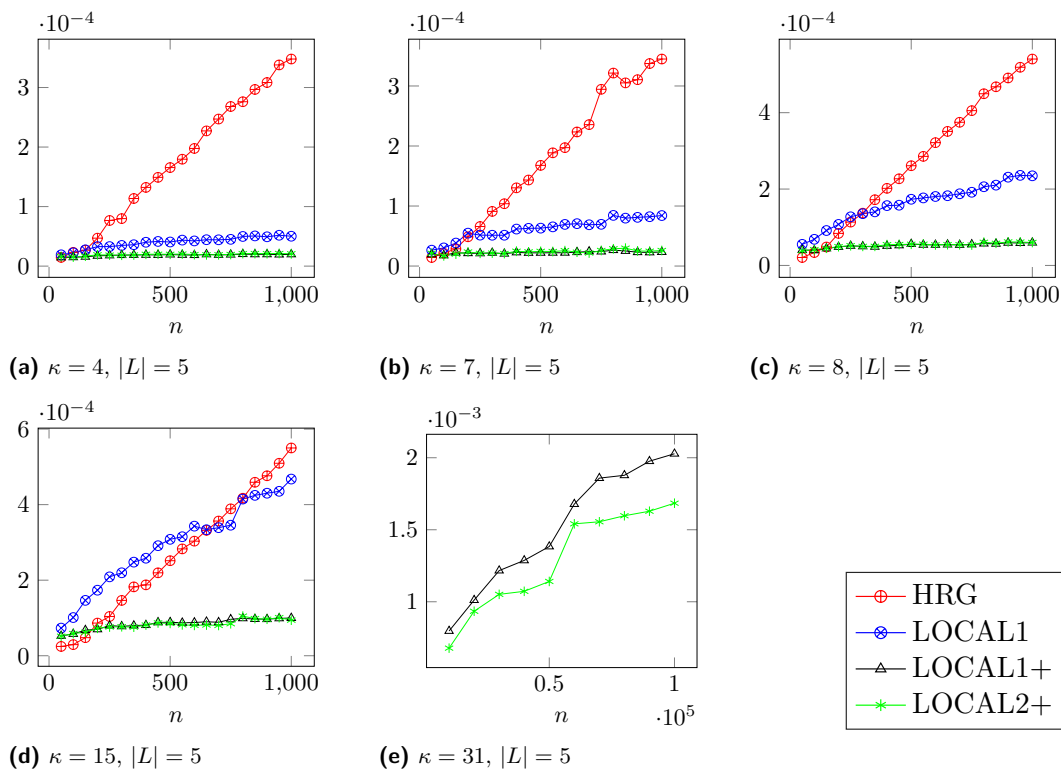 ·10⁻⁴
3
2
1
0
0
500
1,000
n
(a) κ = 4, |L| = 5
·10⁻⁴
3
2
1
0
0
500
1,000
n
(b) κ = 7, |L| = 5
·10⁻⁴
4
2
0
0
500
1,000
n
(c) κ = 8, |L| = 5
·10⁻⁴
6
4
2
0
0
500
1,000
n
(d) κ = 15, |L| = 5
·10⁻³
2
1.5
1
0.5
1
n
·10⁵
(e) κ = 31, |L| = 5
HRG
LOCAL1
LOCAL1+
LOCAL2+